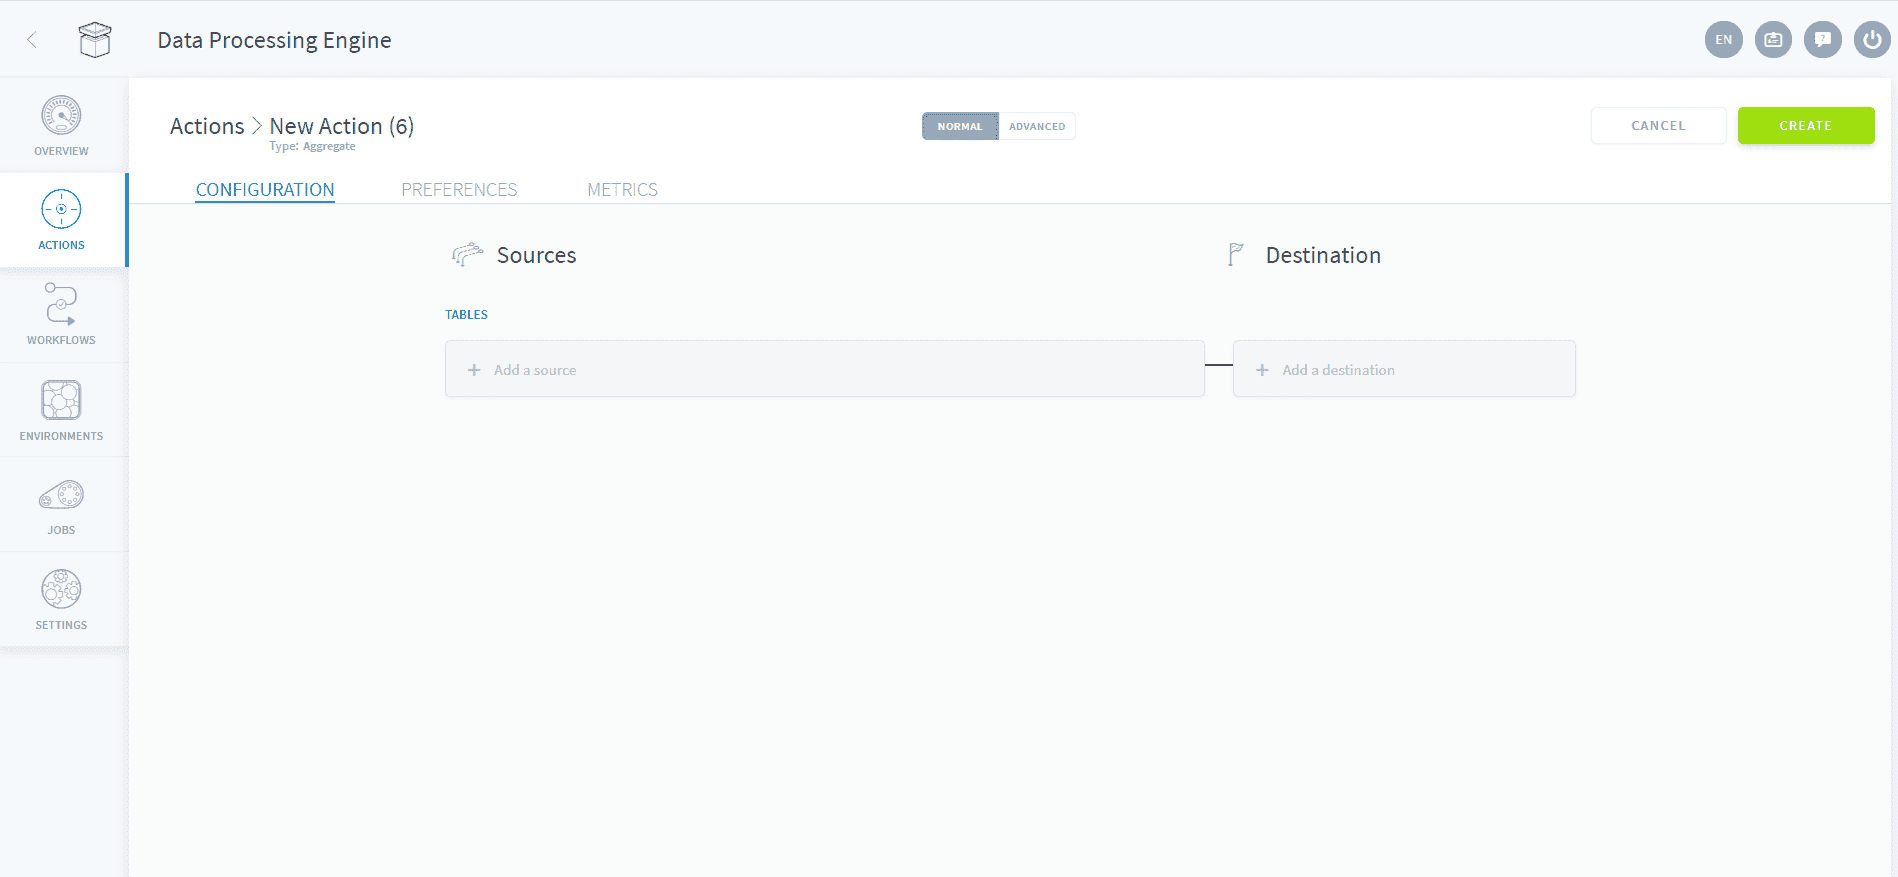 Data Processing Engine
EN
OVERVIEW
ACTIONS
WORKFLOWS
ENVIRONMENTS
JOBS
SETTINGS
Actions > New Action (6)
Type: Aggregate
NORMAL ADVANCED
CANCEL
CREATE
CONFIGURATION PREFERENCES METRICS
Sources
Destination
TABLES
+ Add a source
+ Add a destination